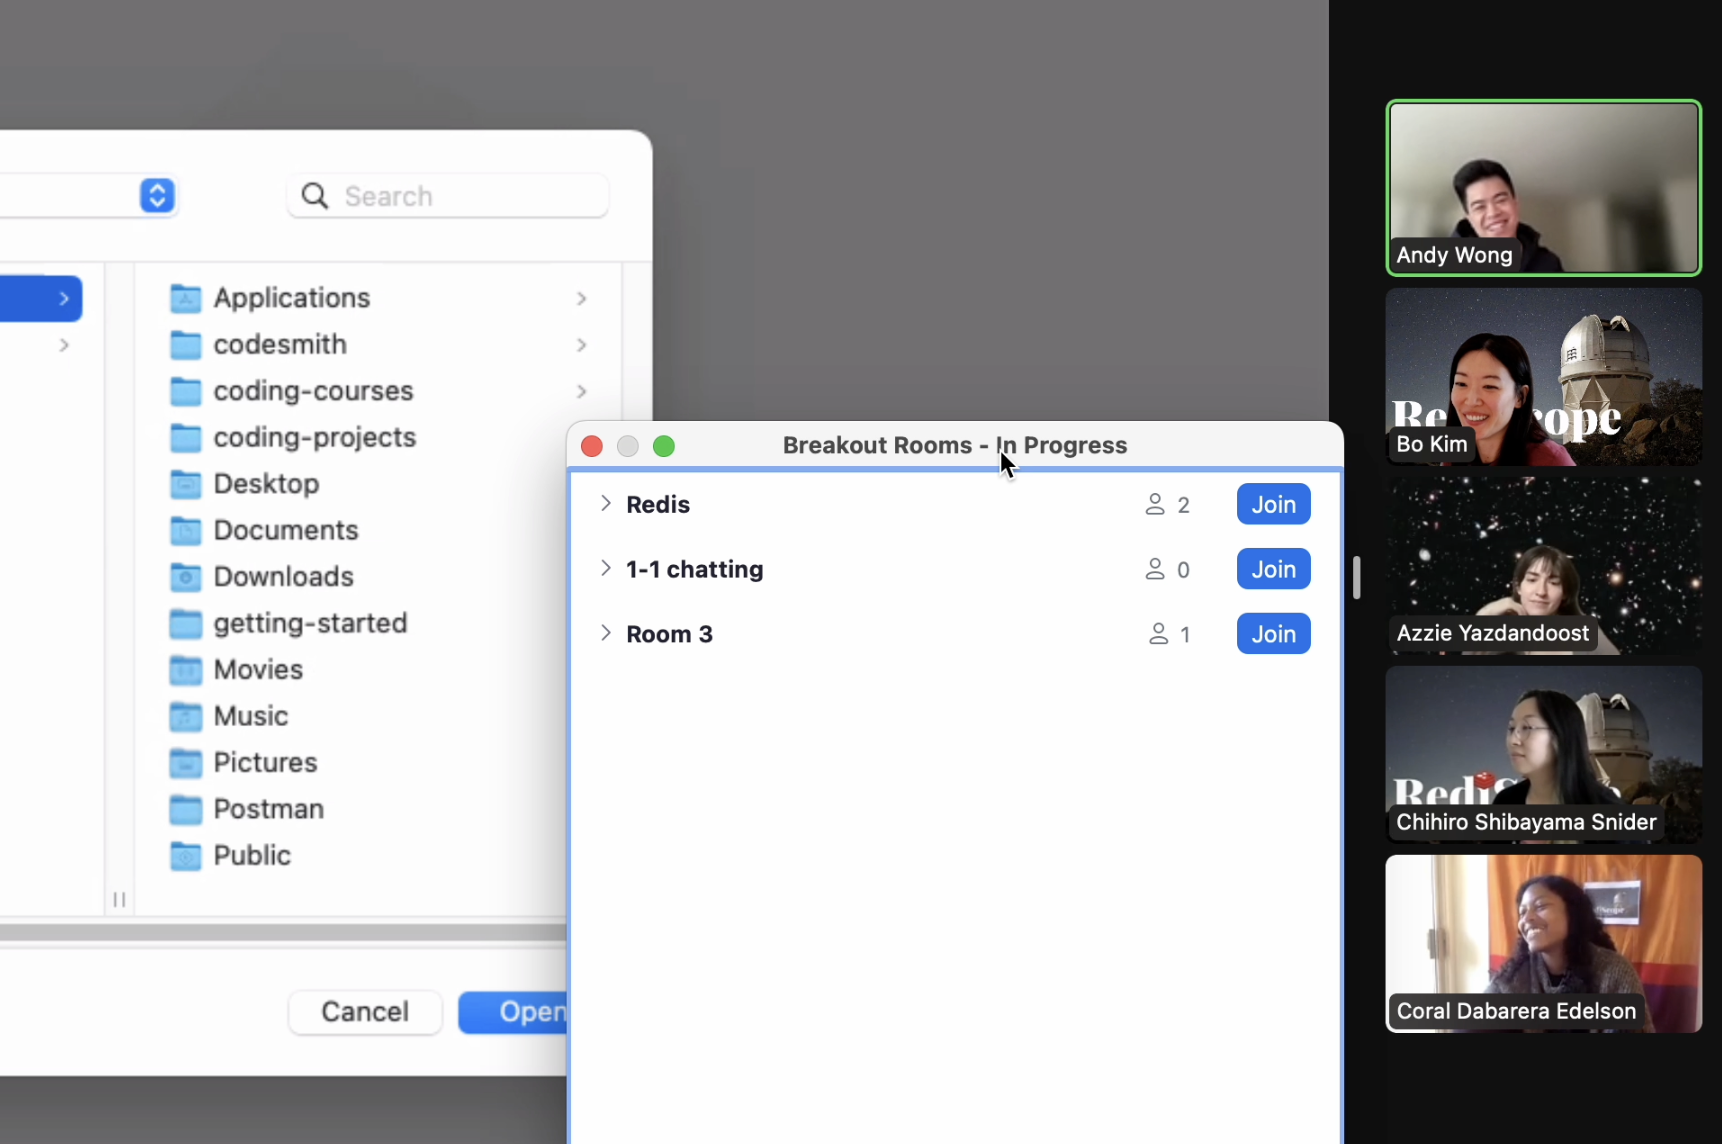 Search
Applications
codesmith
coding-courses
coding-projects
Desktop
Documents
Downloads
getting-started
Movies
Music
Pictures
Postman
Public
Cancel
Open
Breakout Rooms - In Progress
Redis
2
Join
1-1 chatting
0
Join
Room 3
1
Join
Andy Wong
Bo Kim
Azzie Yazdandoost
Chihiro Shibayama Snider
Coral Dabarera Edelson